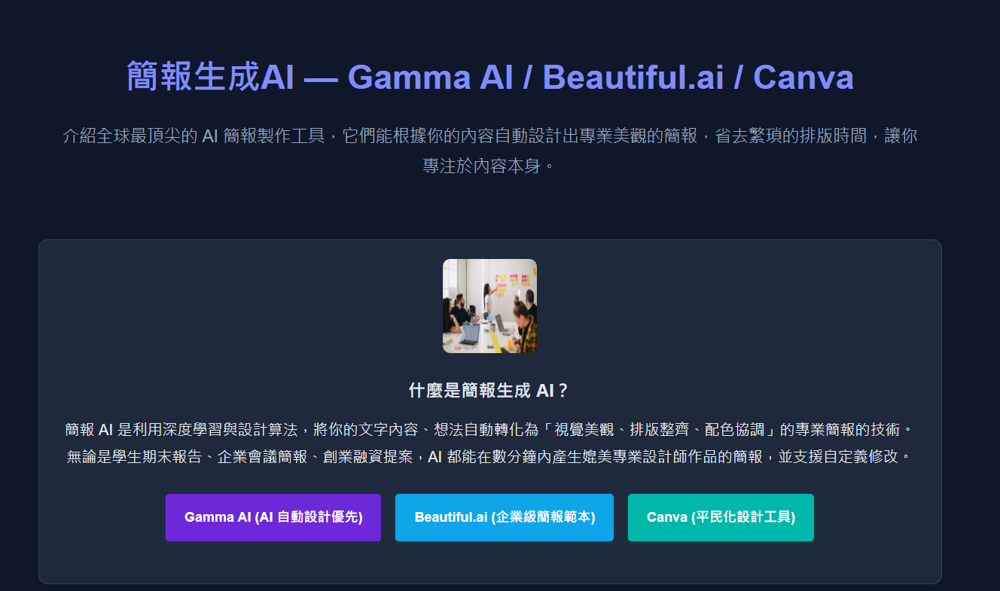 簡報生成AI — Gamma AI / Beautiful.ai / Canva
介紹全球最頂尖的 AI 簡報製作工具，它們能根據你的內容自動設計出專業美觀的簡報，省去繁瑣的排版時間，讓你
專注於內容本身。
什麼是簡報生成 AI？
簡報 AI 是利用深度學習與設計算法，將你的文字內容、想法自動轉化為「視覺美觀、排版整齊、配色協調」的專業簡報的技術。
無論是學生期末報告、企業會議簡報、創業融資提案，AI 都能在數分鐘內產生媲美專業設計師作品的簡報，並支援自定義修改。
Gamma AI (AI 自動設計優先)
Beautiful.ai (企業級簡報範本)
Canva (平民化設計工具)